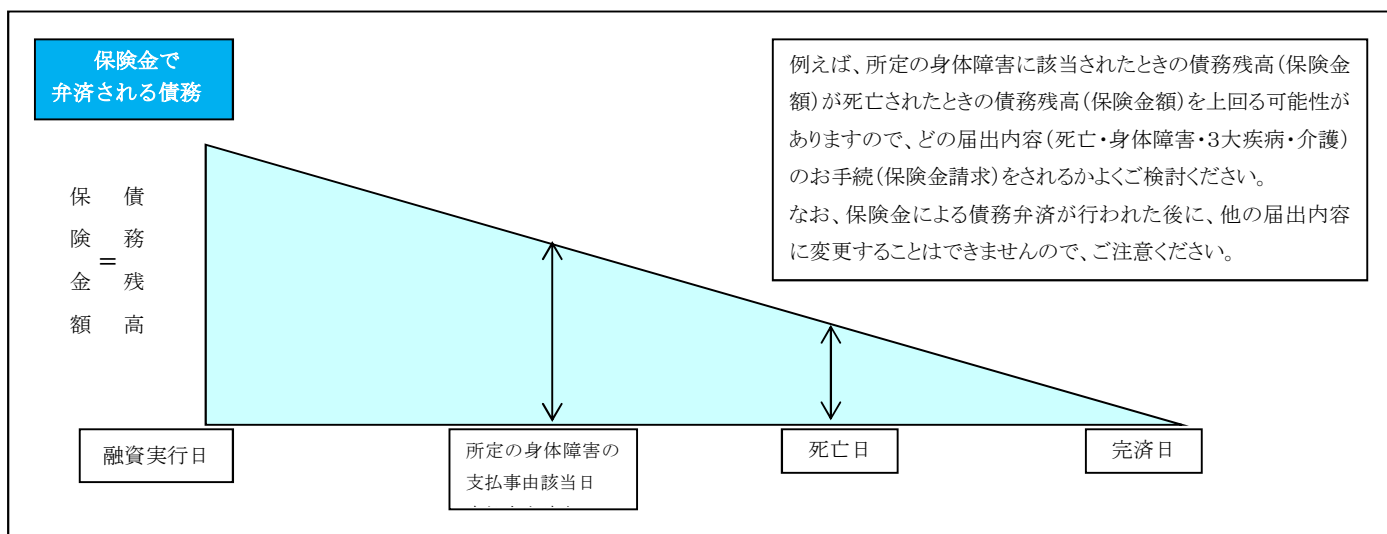 保険金で
弁済される債務
例えば、所定の身体障害に該当されたときの債務残高(保険金
額)が死亡されたときの債務残高(保険金額)を上回る可能性が
ありますので、どの届出内容(死亡・身体障害・3大疾病・介護)
のお手続(保険金請求)をされるかよくご検討ください。
なお、保険金による債務弁済が行われた後に、他の届出内容
に変更することはできませんので、ご注意ください。
保険金額
=
債務残高
融資実行日
所定の身体障害の
支払事由該当日
死亡日
完済日